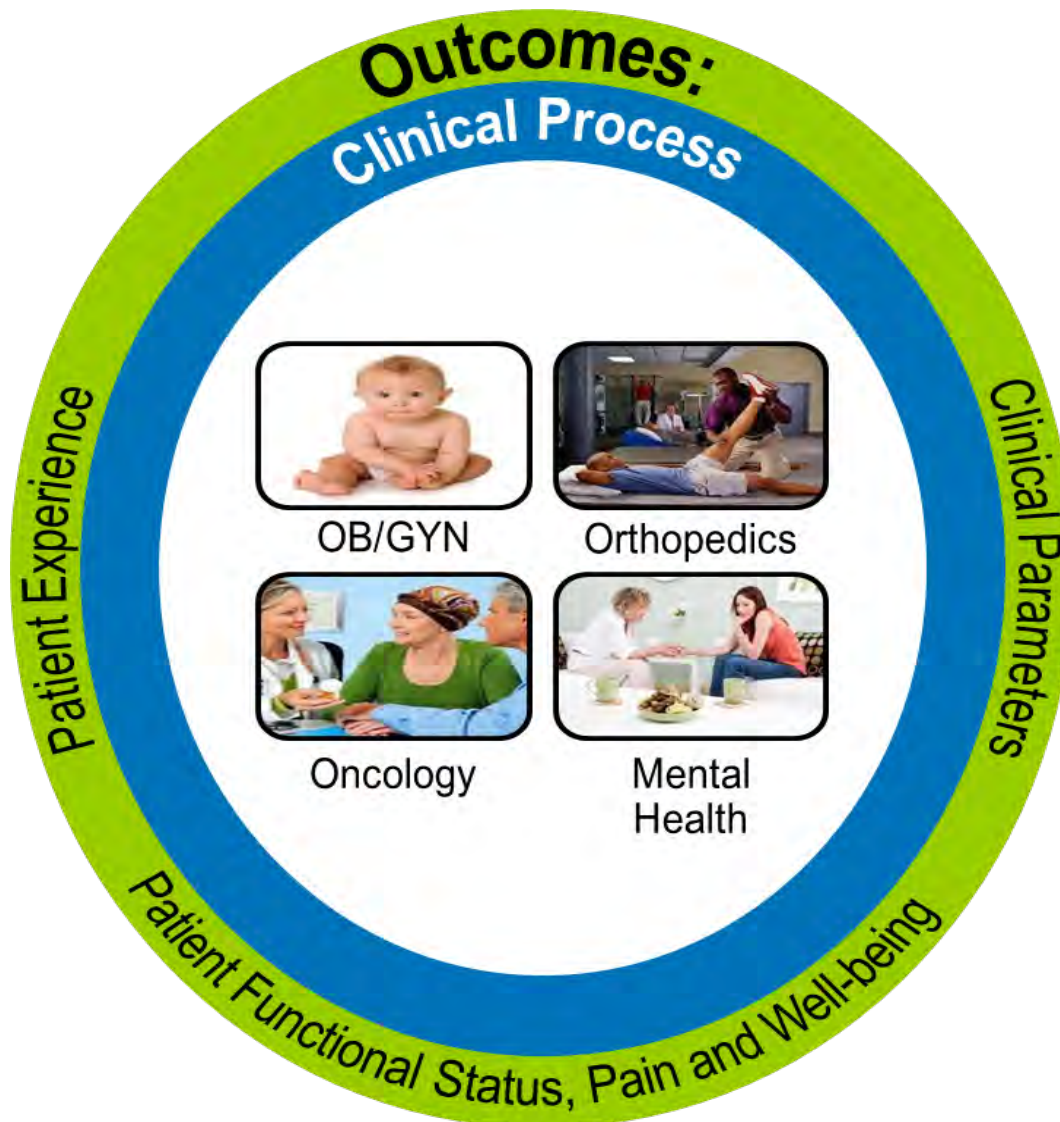 Outcomes:
Clinical Process
Patient Experience
Clinical Parameters
OB/GYN
Orthopedics
Oncology
Mental
Health
Patient Functional Status, Pain and Well-being